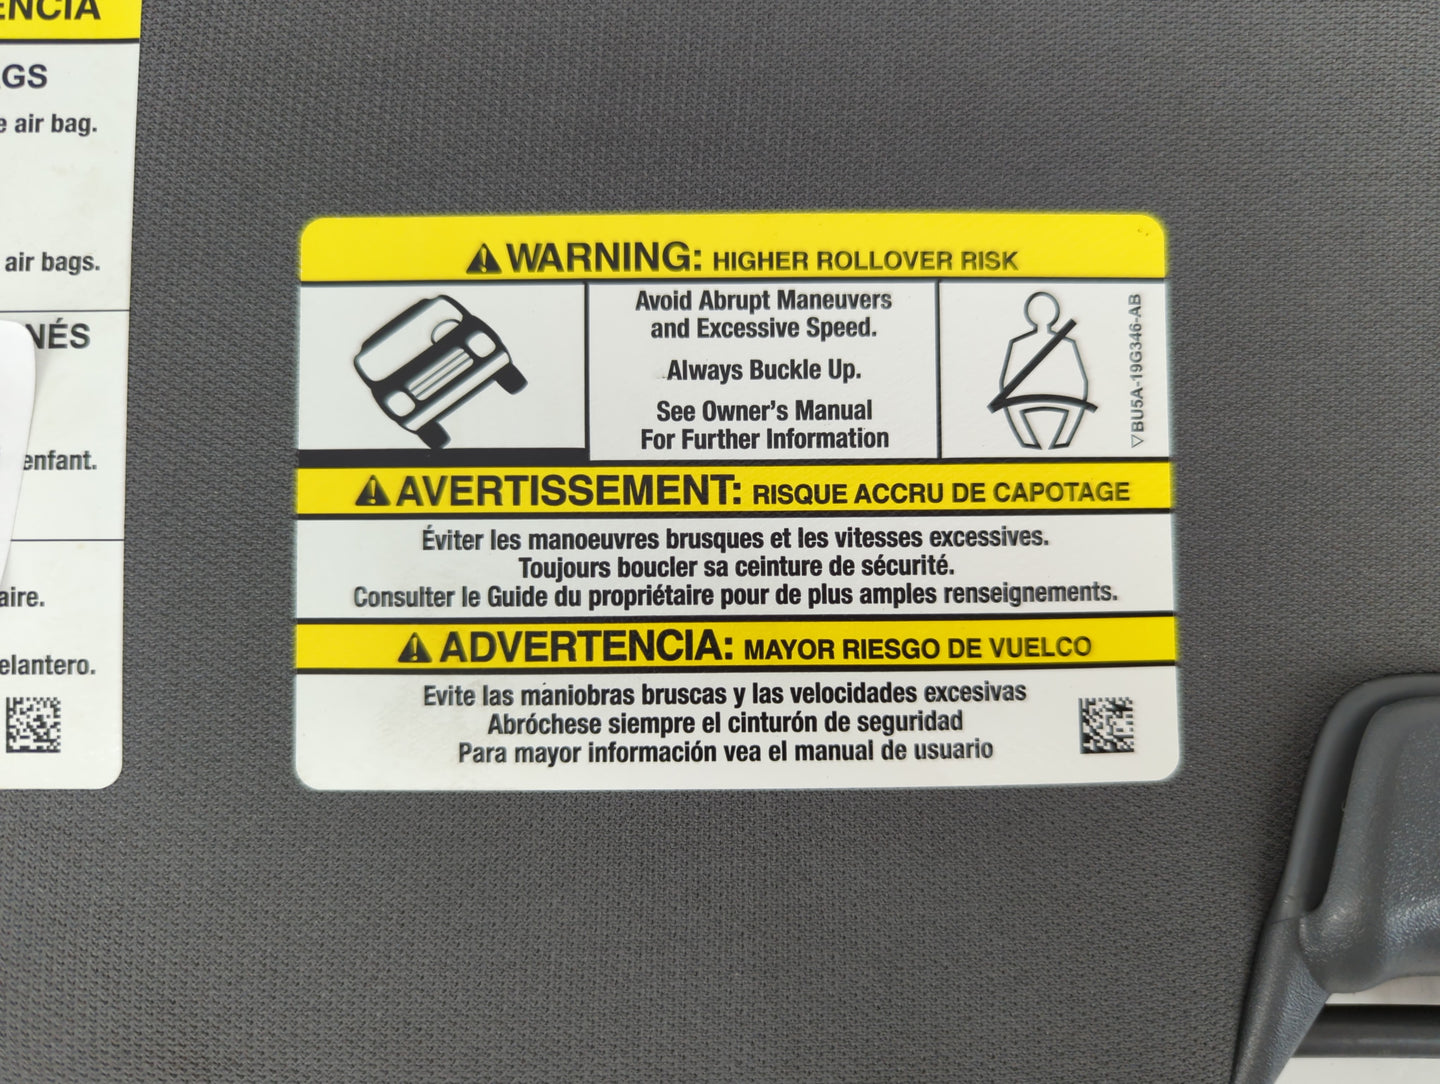 ENCIA
GS
air bag.
air bags.
NÉS
enfant.
aire.
elantero.
WARNING: HIGHER ROLLOVER RISK
Avoid Abrupt Maneuvers
and Excessive Speed.
Always Buckle Up.
See Owner's Manual
For Further Information
▽BU5A-19G346-AB
AVERTISSEMENT: RISQUE ACCRU DE CAPOTAGE
Éviter les manoeuvres brusques et les vitesses excessives.
Toujours boucler sa ceinture de sécurité.
Consulter le Guide du propriétaire pour de plus amples renseignements.
ADVERTENCIA: MAYOR RIESGO DE VUELCO
Evite las maniobras bruscas y las velocidades excesivas
Abróchese siempre el cinturón de seguridad
Para mayor información vea el manual de usuario